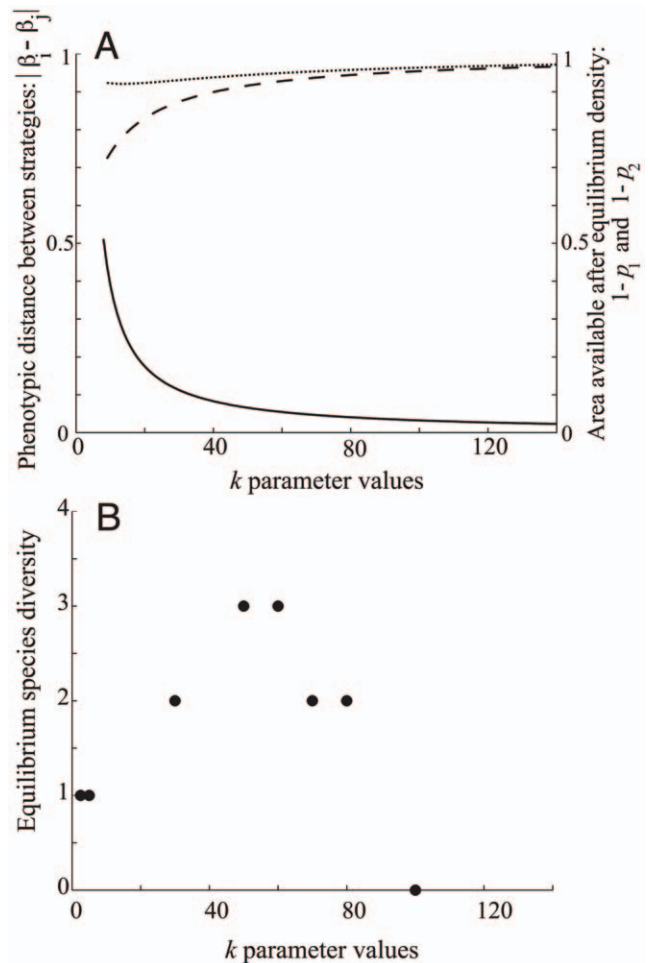 A
Phenotypic distance between strategies: | βi - βj|
1
0.5
0
1
0.5
0
Area available after equilibrium density:
1-p1 and 1-p2
0 40 80 120
k parameter values
B
Equilibrium species diversity
4
3
2
1
0
0 40 80 120
k parameter values